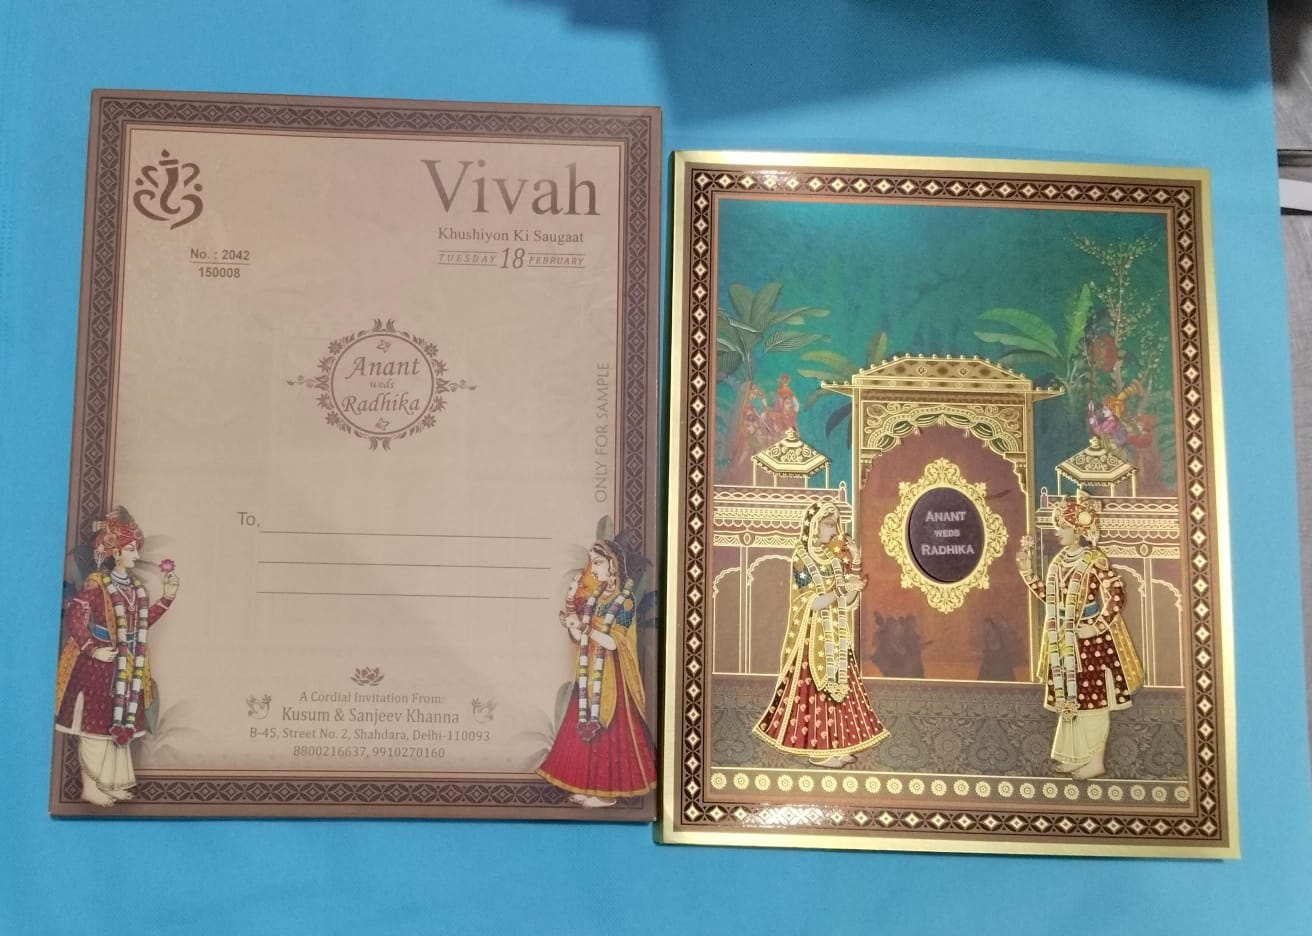 Vivah
Khushiyon Ki Saugaat
TUESDAY 18 FEBRUARY
No. : 2042
150008
Anant
weds
Radhika
ONLY FOR SAMPLE
To,
A Cordial Invitation From:
Kusum & Sanjeev Khanna
B-45, Street No. 2, Shahdara, Delhi-110093
8800216637, 9910270160
ANANT
WEDS
RADHIKA